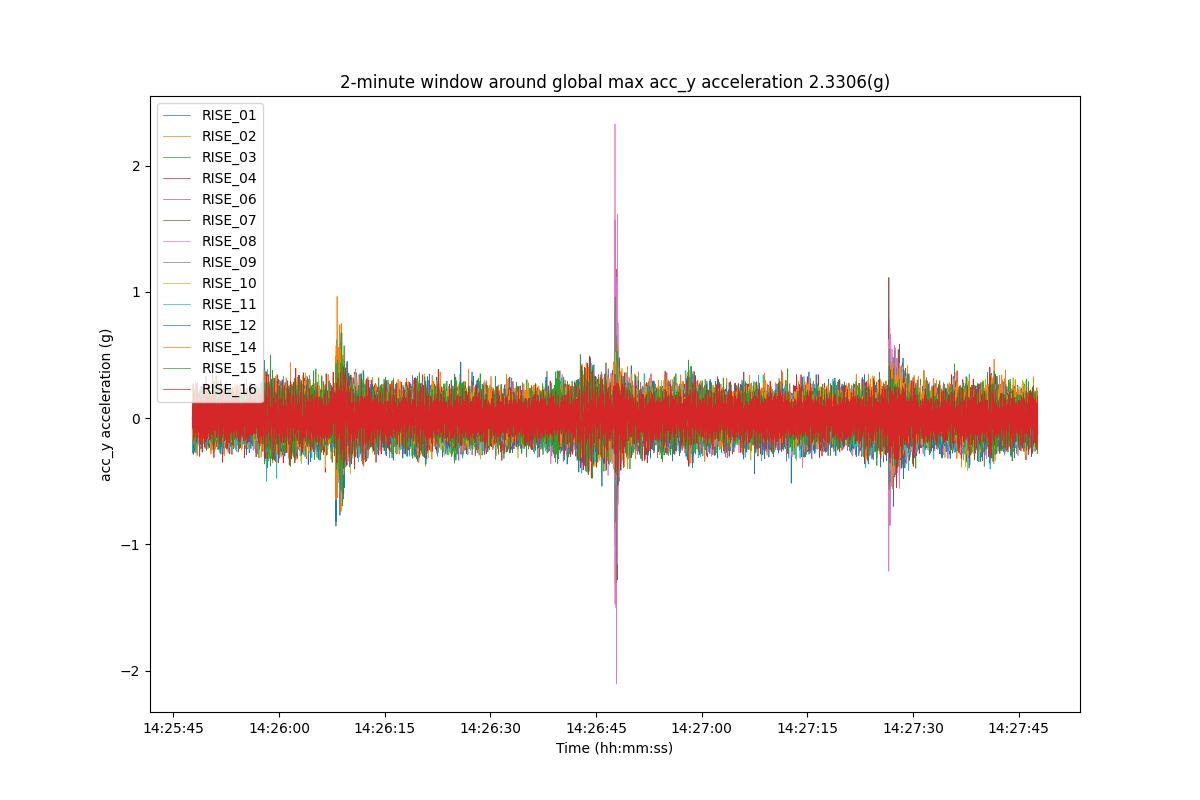 2-minute window around global max acc_y acceleration 2.3306(g)
RISE_01
RISE_02
RISE_03
RISE_04
RISE_06
RISE_07
RISE_08
RISE_09
RISE_10
RISE_11
RISE_12
RISE_14
RISE_15
RISE_16
2
1
0
−1
−2
acc_y acceleration (g)
14:25:45 14:26:00 14:26:15 14:26:30 14:26:45 14:27:00 14:27:15 14:27:30 14:27:45
Time (hh:mm:ss)